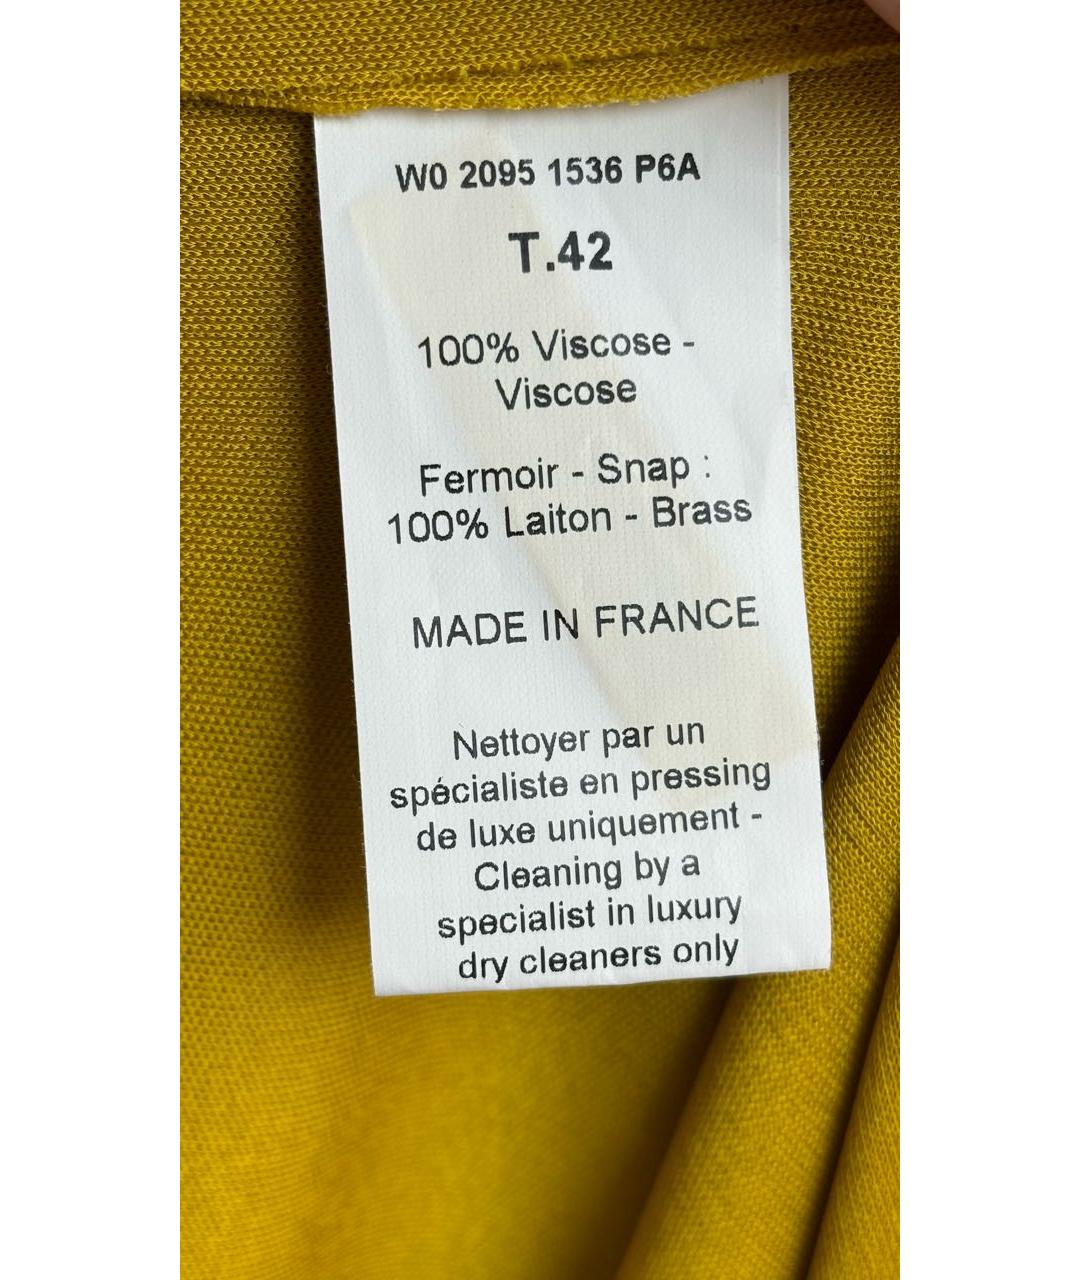 W0 2095 1536 P6A
T.42
100% Viscose -
Viscose
Fermoir - Snap :
100% Laiton - Brass
MADE IN FRANCE
Nettoyer par un
spécialiste en pressing
de luxe uniquement -
Cleaning by a
specialist in luxury
dry cleaners only